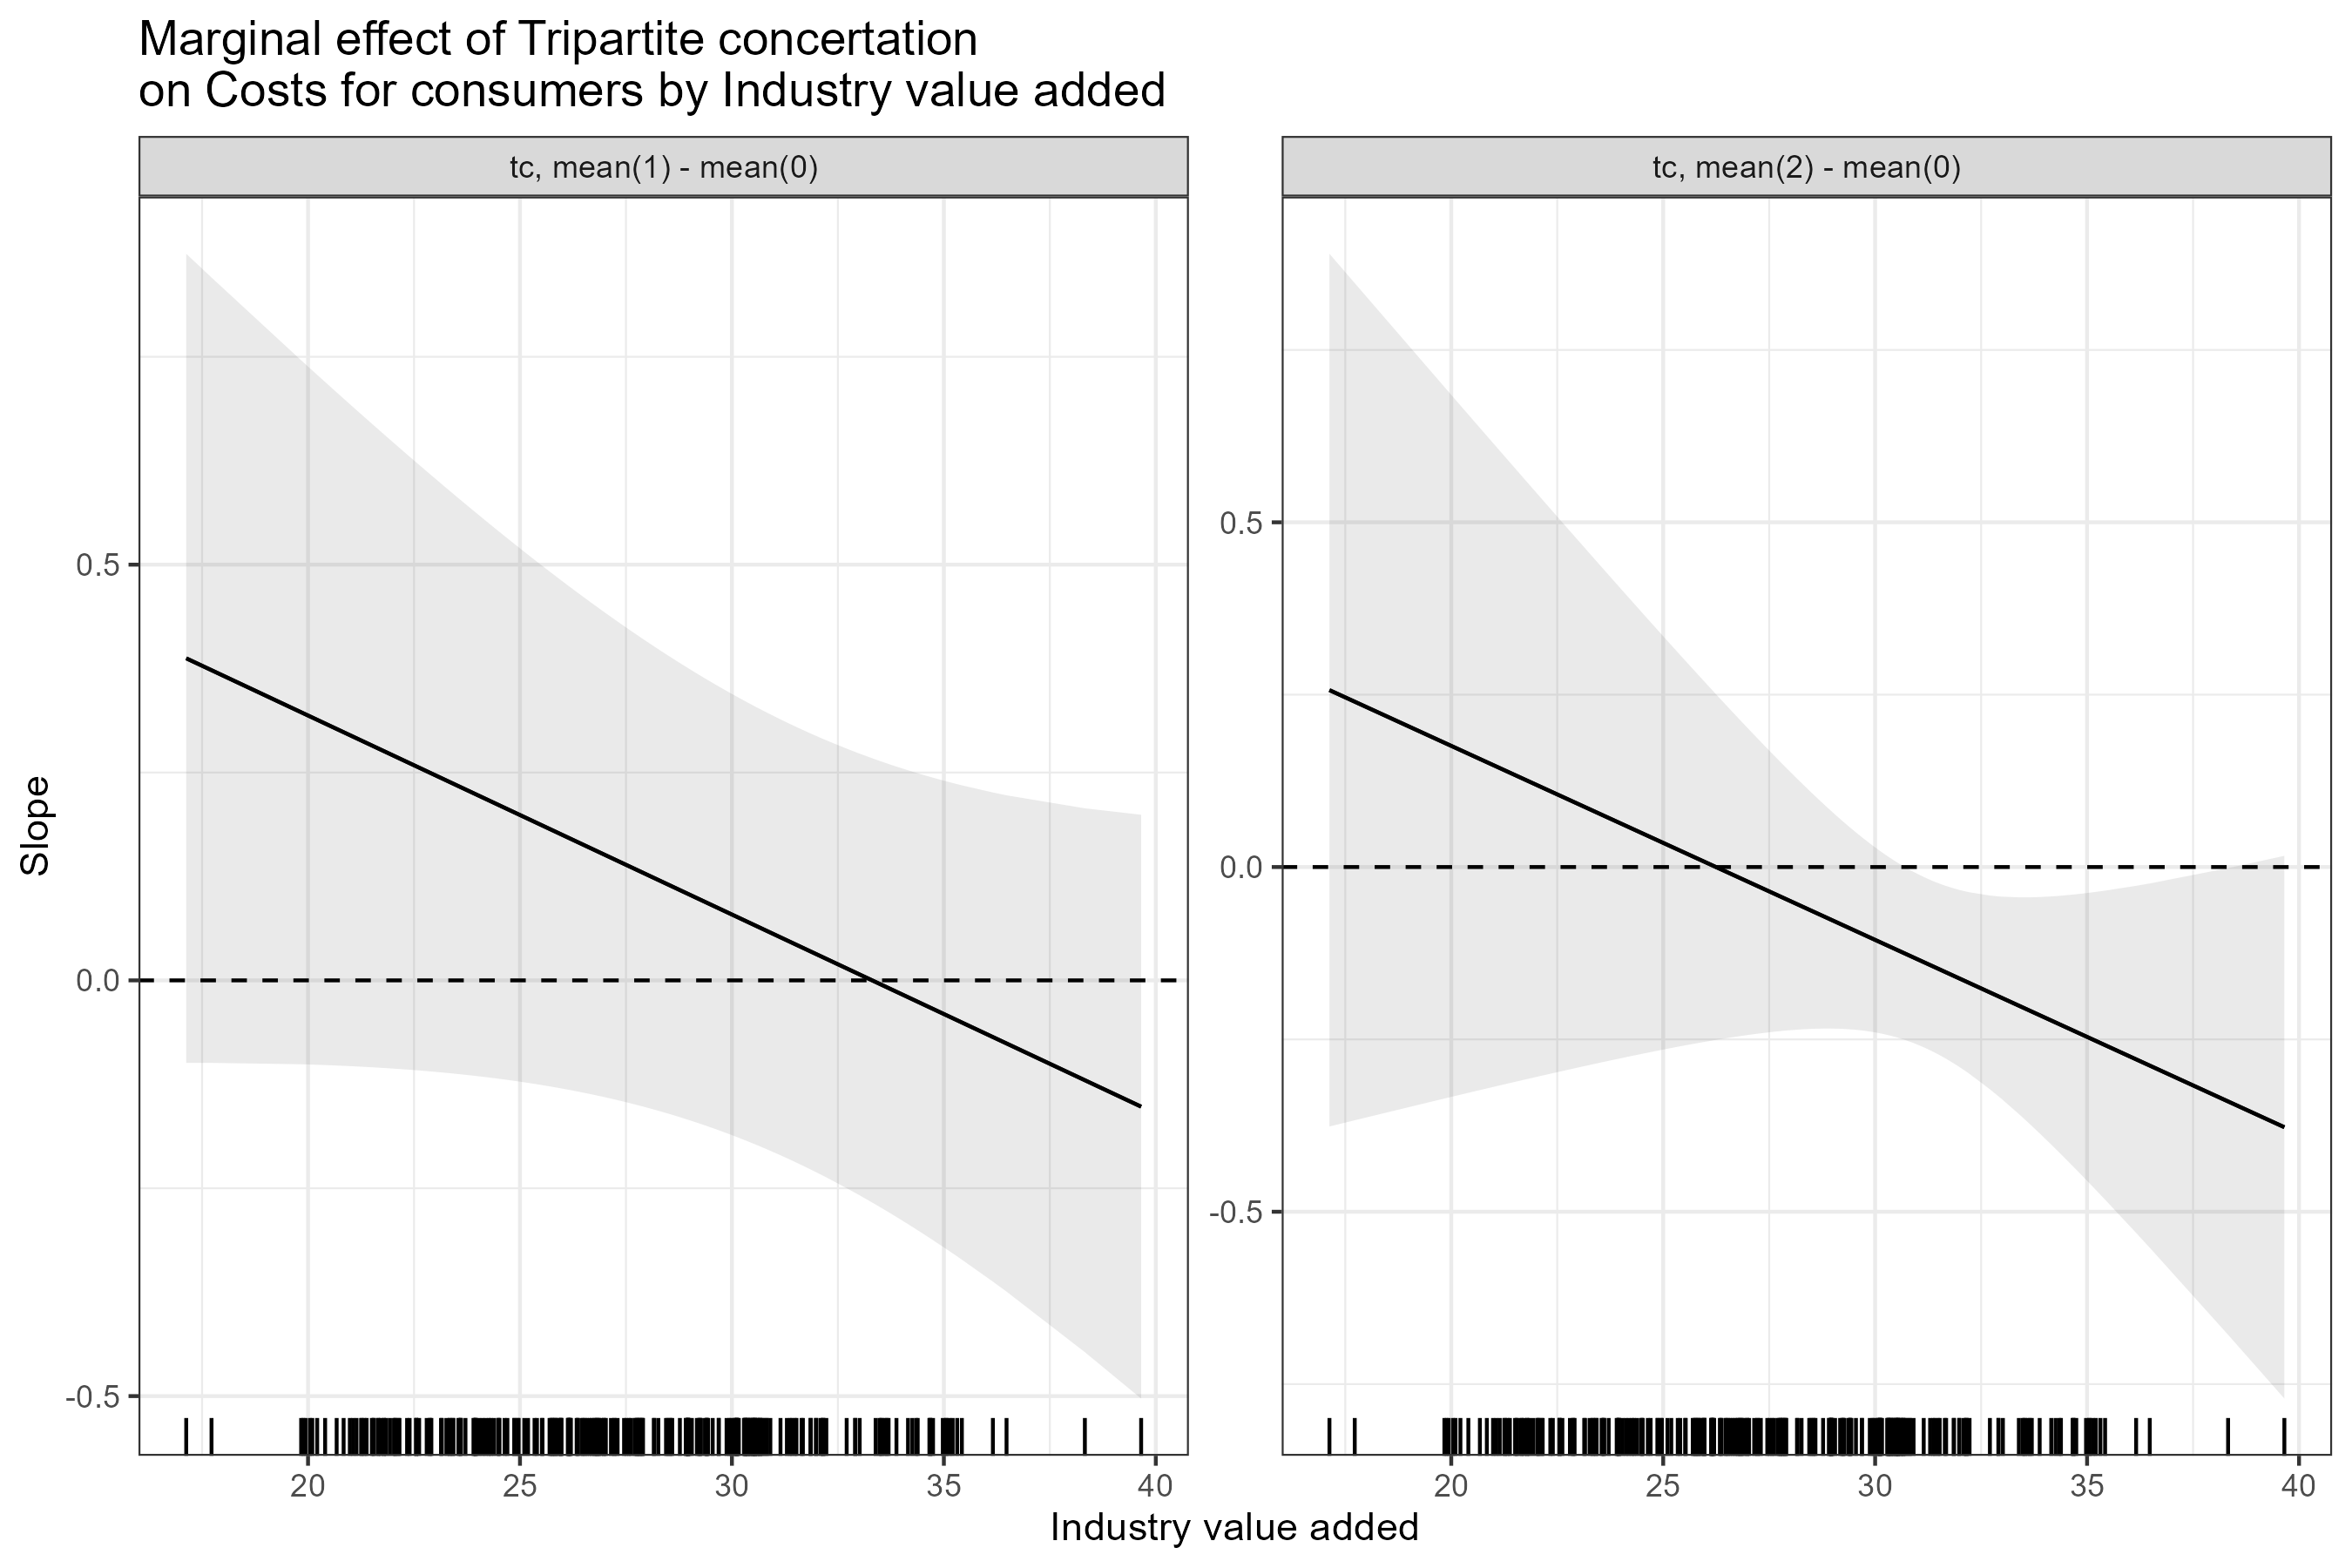 Marginal effect of Tripartite concertation
on Costs for consumers by Industry value added
tc, mean(1) - mean(0)
tc, mean(2) - mean(0)
Slope
0.5
0.0
-0.5
0.5
0.0
-0.5
20 25 30 35 40
20 25 30 35 40
Industry value added